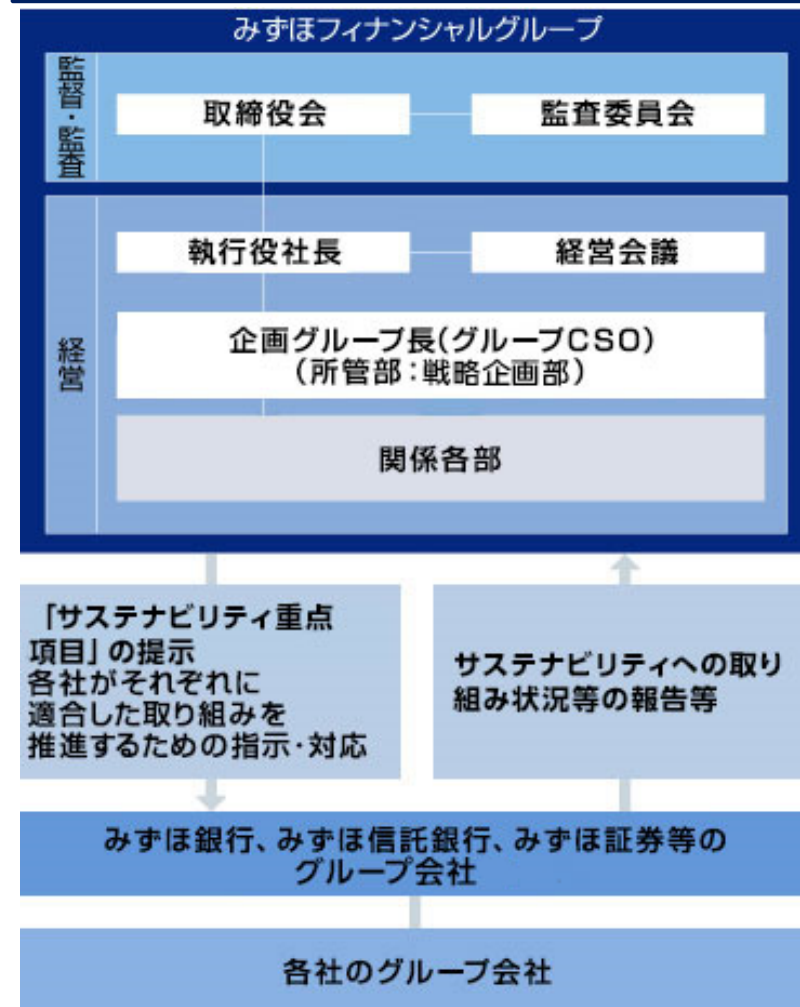 みずほフィナンシャルグループ
監督・監査
取締役会
監査委員会
経営
執行役社長
経営会議
企画グループ長(グループCSO)
(所管部:戦略企画部)
関係各部
「サステナビリティ重点
項目」の提示
各社がそれぞれに
適合した取り組みを
推進するための指示・対応
サステナビリティへの取り
組み状況等の報告等
みずほ銀行、みずほ信託銀行、みずほ証券等の
グループ会社
各社のグループ会社